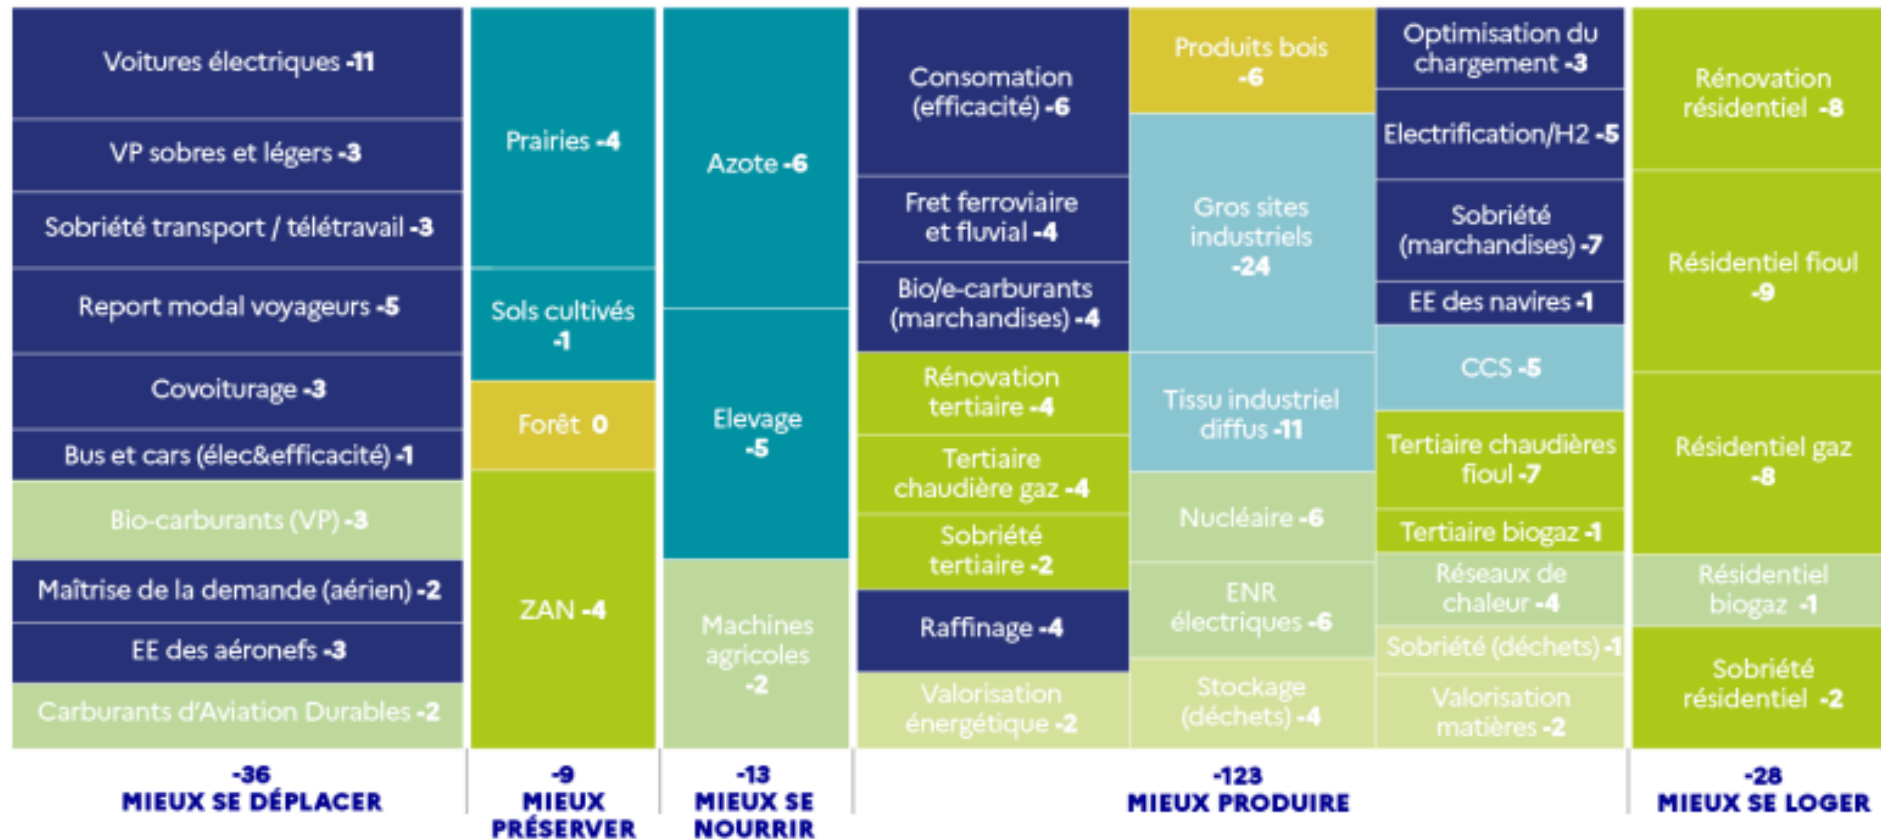 Voitures électriques -11
VP sobres et légers -3
Sobriété transport / télétravail -3
Report modal voyageurs -5
Covoiturage -3
Bus et cars (élec&efficacité) -1
Bio-carburants (VP) -3
Maîtrise de la demande (aérien) -2
EE des aéronefs -3
Carburants d'Aviation Durables -2
-36
MIEUX SE DÉPLACER
Prairies -4
Sols cultivés
-1
Forêt 0
ZAN -4
-9
MIEUX
PRÉSERVER
Azote -6
Elevage
-5
Machines
agricoles
-2
-13
MIEUX SE
NOURRIR
Consomation
(efficacité) -6
Fret ferroviaire
et fluvial -4
Bio/e-carburants
(marchandises) -4
Rénovation
tertiaire -4
Tertiaire
chaudière gaz -4
Sobriété
tertiaire -2
Raffinage -4
Valorisation
énergétique -2
Produits bois
-6
Gros sites
industriels
-24
Tissu industriel
diffus -11
Nucléaire -6
ENR
électriques -6
Stockage
(déchets) -4
Optimisation du
chargement -3
Electrification/H2 -5
Sobriété
(marchandises) -7
EE des navires -1
CCS -5
Tertiaire chaudières
fioul -7
Tertiaire biogaz -1
Réseaux de
chaleur -4
Sobriété (déchets) -1
Valorisation
matières -2
-123
MIEUX PRODUIRE
Rénovation
résidentiel -8
Résidentiel fioul
-9
Résidentiel gaz
-8
Résidentiel
biogaz -1
Sobriété
résidentiel -2
-28
MIEUX SE LOGER